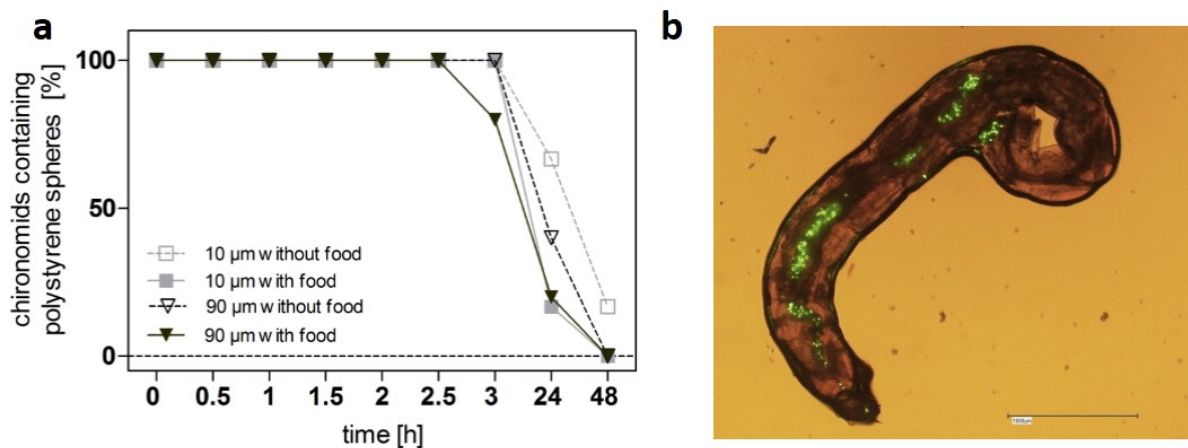 a
b
chironomids containing
polystyrene spheres [%]
100
50
0
10 µm without food
10 µm with food
90 µm without food
90 µm with food
0 0.5 1 1.5 2 2.5 3 24 48
time [h]